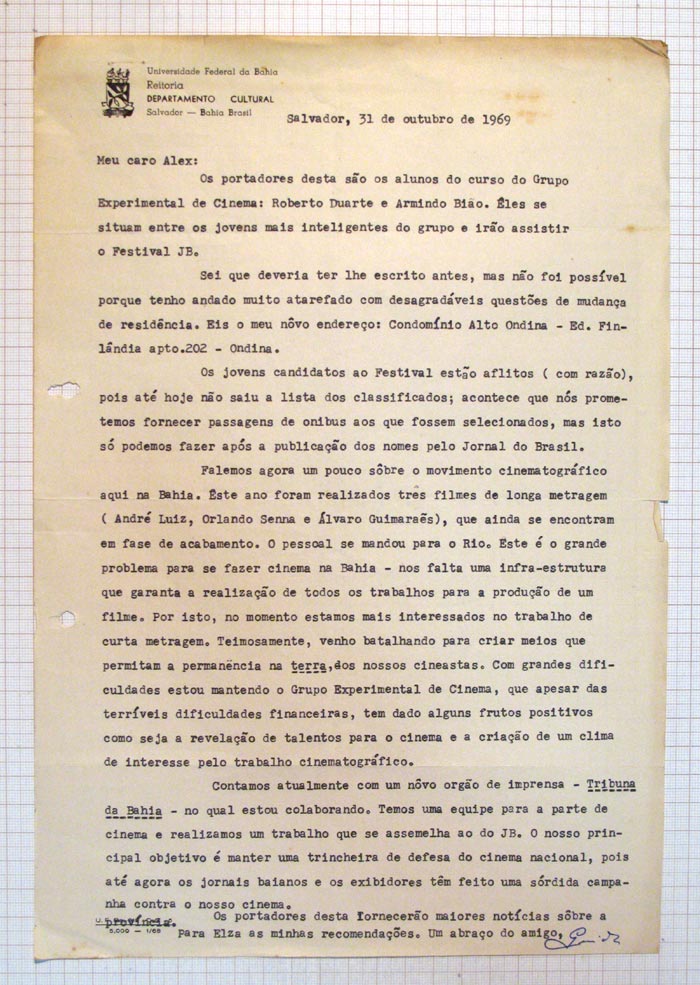 Universidade Federal da Bahia
Reitoria
DEPARTAMENTO CULTURAL
Salvador — Bahia Brasil
Salvador, 31 de outubro de 1969
Meu caro Alex:
Os portadores desta são os alunos do curso do Grupo
Experimental de Cinema: Roberto Duarte e Armindo Bião. Êles se
situam entre os jovens mais inteligentes do grupo e irão assistir
o Festival JB.
Sei que deveria ter lhe escrito antes, mas não foi possível
porque tenho andado muito atarefado com desagradáveis questões de mudança
de residência. Eis o meu nôvo endereço: Condomínio Alto Ondina - Ed. Fin-
lândia apto.202 - Ondina.
Os jovens candidatos ao Festival estão aflitos ( com razão),
pois até hoje não saiu a lista dos classificados; acontece que nós prome-
temos fornecer passagens de onibus aos que fossem selecionados, mas isto
só podemos fazer após a publicação dos nomes pelo Jornal do Brasil.
Falemos agora um pouco sôbre o movimento cinematográfico
aqui na Bahia. Êste ano foram realizados três filmes de longa metragem
( André Luiz, Orlando Senna e Álvaro Guimarães), que ainda se encontram
em fase de acabamento. O pessoal se mandou para o Rio. Êste é o grande
problema para se fazer cinema na Bahia - nos falta uma infra-estrutura
que garanta a realização de todos os trabalhos para a produção de um
filme. Por isto, no momento estamos mais interessados no trabalho de
curta metragem. Teimosamente, venho batalhando para criar meios que
permitam a permanência na terra,dos nossos cineastas. Com grandes difi-
culdades estou mantendo o Grupo Experimental de Cinema, que apesar das
terríveis dificuldades financeiras, tem dado alguns frutos positivos
como seja a revelação de talentos para o cinema e a criação de um clima
de interesse pelo trabalho cinematográfico.
Contamos atualmente com um nôvo orgão de imprensa - Tribuna
da Bahia - no qual estou colaborando. Temos uma equipe para a parte de
cinema e realizamos um trabalho que se assemelha ao do JB. O nosso prin-
cipal objetivo é manter uma trincheira de defesa do cinema nacional, pois
até agora os jornais baianos e os exibidores têm feito uma sórdida campa-
nha contra o nosso cinema.
Os portadores desta fornecerão maiores notícias sôbre a
província.
5.000 — 1/68
Para Elza as minhas recomendações. Um abraço do amigo,